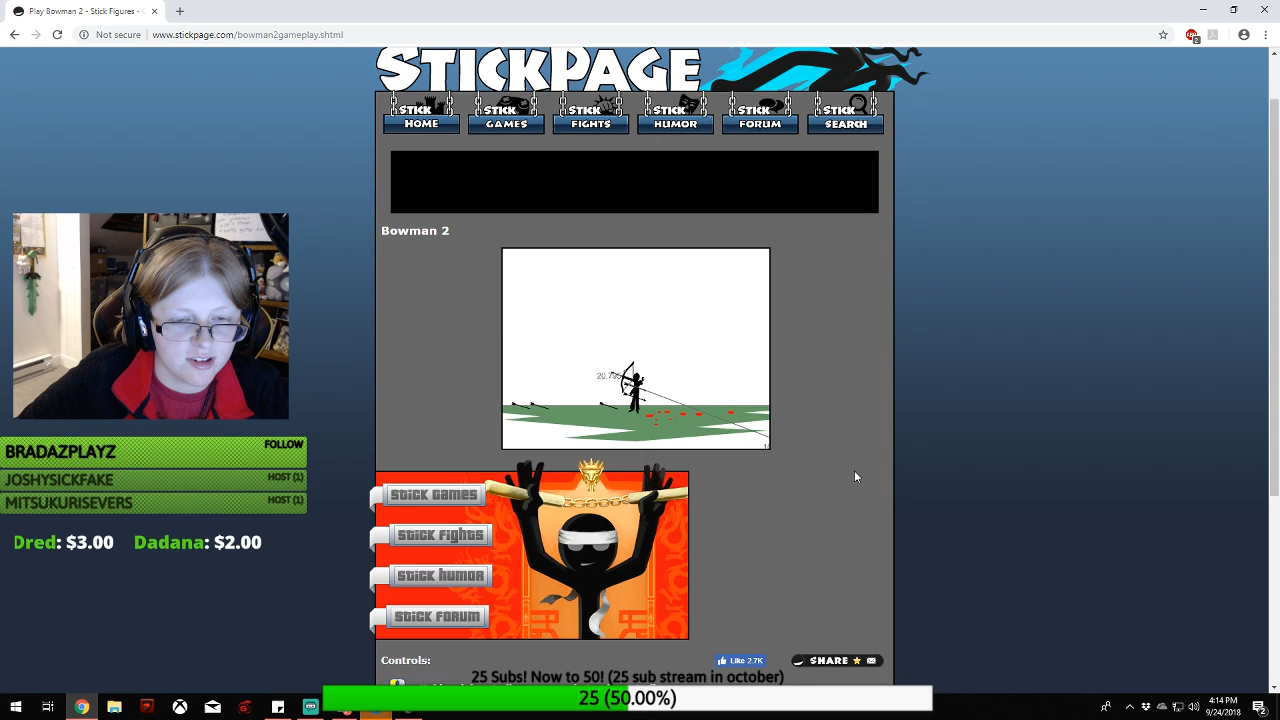 Play Bowman 2 - Stick Figures -
Not secure | www.stickpage.com/bowman2gameplay.shtml
STICKPAGE
STICK HOME
STICK GAMES
STICK FIGHTS
STICK HUMOR
STICK FORUM
STICK SEARCH
Bowman 2
BRADAZPLAYZ FOLLOW
JOSHYSICKFAKE HOST (1)
MITSUKURISEVERS HOST (1)
Dred: $3.00 Dadana: $2.00
STICK GAMES
STICK FIGHTS
STICK HUMOR
STICK FORUM
Controls:
Like 2.7K
SHARE
25 Subs! Now to 50! (25 sub stream in october)
25 (50.00%)
4:14 PM
9/24/2018